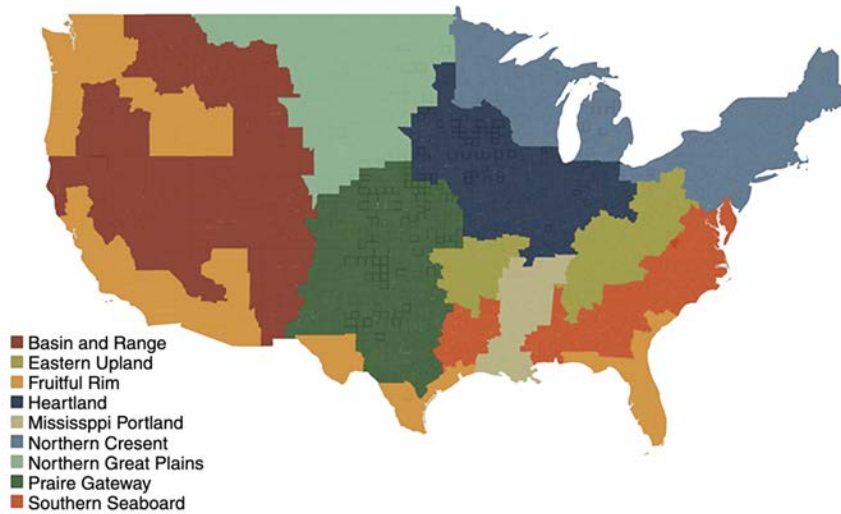 Basin and Range
Eastern Upland
Fruitful Rim
Heartland
Mississppi Portland
Northern Cresent
Northern Great Plains
Praire Gateway
Southern Seaboard